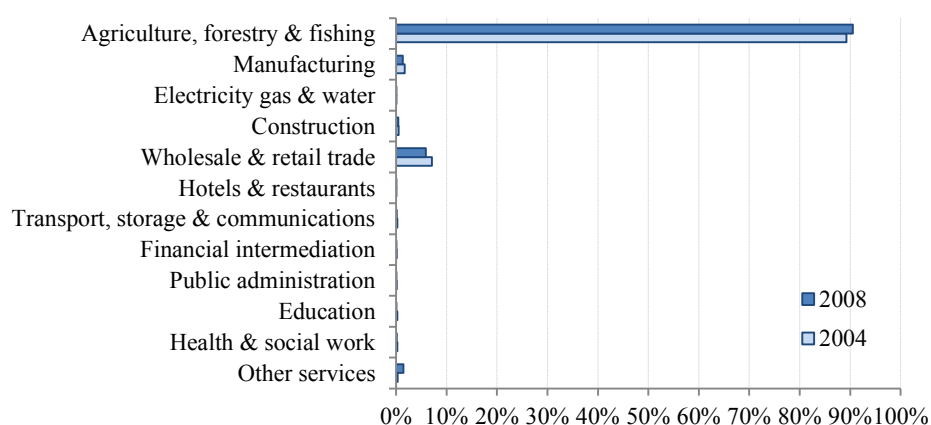 Agriculture, forestry & fishing
Manufacturing
Electricity gas & water
Construction
Wholesale & retail trade
Hotels & restaurants
Transport, storage & communications
Financial intermediation
Public administration
Education
Health & social work
Other services
2008
2004
0% 10% 20% 30% 40% 50% 60% 70% 80% 90% 100%